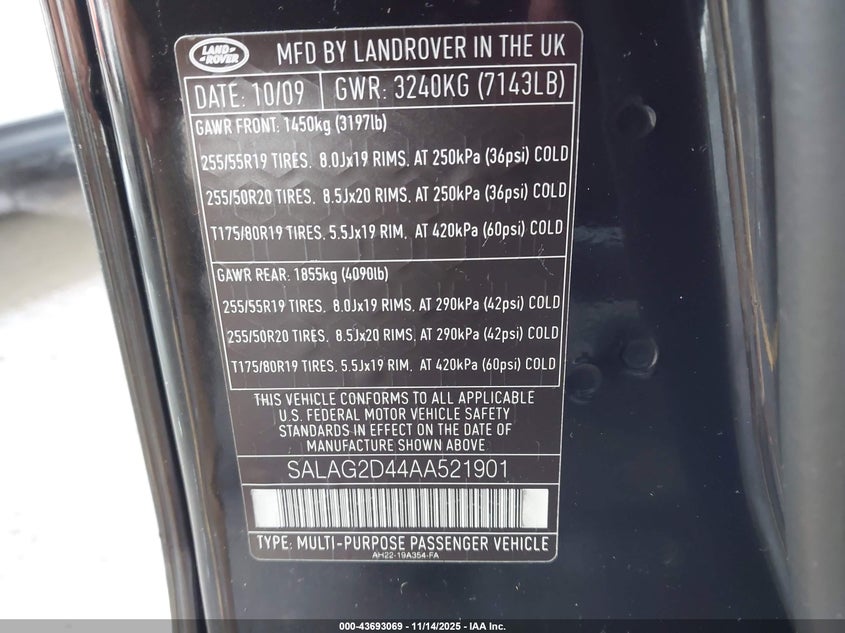 LAND-ROVER
MFD BY LANDROVER IN THE UK
DATE: 10/09 GWR: 3240KG (7143LB)
GAWR FRONT: 1450kg (3197lb)
255/55R19 TIRES, 8.0Jx19 RIMS, AT 250kPa (36psi) COLD
255/50R20 TIRES, 8.5Jx20 RIMS, AT 250kPa (36psi) COLD
T175/80R19 TIRES, 5.5Jx19 RIM, AT 420kPa (60psi) COLD
GAWR REAR: 1855kg (4090lb)
255/55R19 TIRES, 8.0Jx19 RIMS, AT 290kPa (42psi) COLD
255/50R20 TIRES, 8.5Jx20 RIMS, AT 290kPa (42psi) COLD
T175/80R19 TIRES, 5.5Jx19 RIM, AT 420kPa (60psi) COLD
THIS VEHICLE CONFORMS TO ALL APPLICABLE
U.S. FEDERAL MOTOR VEHICLE SAFETY
STANDARDS IN EFFECT ON THE DATE OF
MANUFACTURE SHOWN ABOVE
SALAG2D44AA521901
TYPE: MULTI-PURPOSE PASSENGER VEHICLE
AH22-19A354-FA
000-43693069 — 11/14/2025 — IAA Inc.